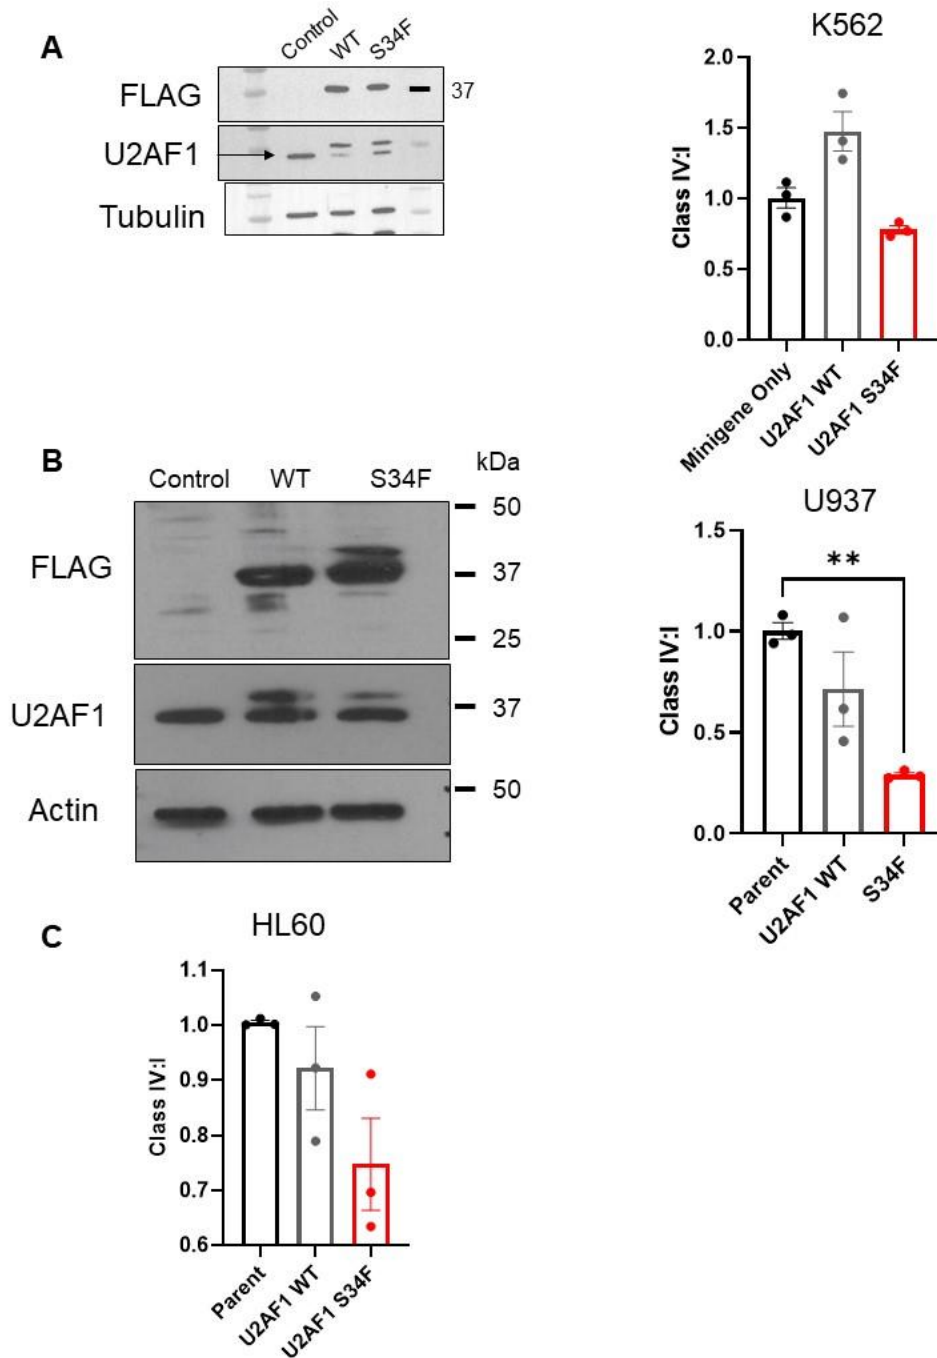 A
Control
WT
S34F
FLAG
37
U2AF1
Tubulin
K562
Class IV:I
2.0
1.5
1.0
0.5
0.0
Minigene Only
U2AF1 WT
U2AF1 S34F
B
Control WT S34F kDa
FLAG
50
37
25
U2AF1
37
Actin
50
U937
Class IV:I
1.5
1.0
0.5
0.0
**
Parent
U2AF1 WT
S34F
C
HL60
Class IV:I
1.1
1.0
0.9
0.8
0.7
0.6
Parent
U2AF1 WT
U2AF1 S34F